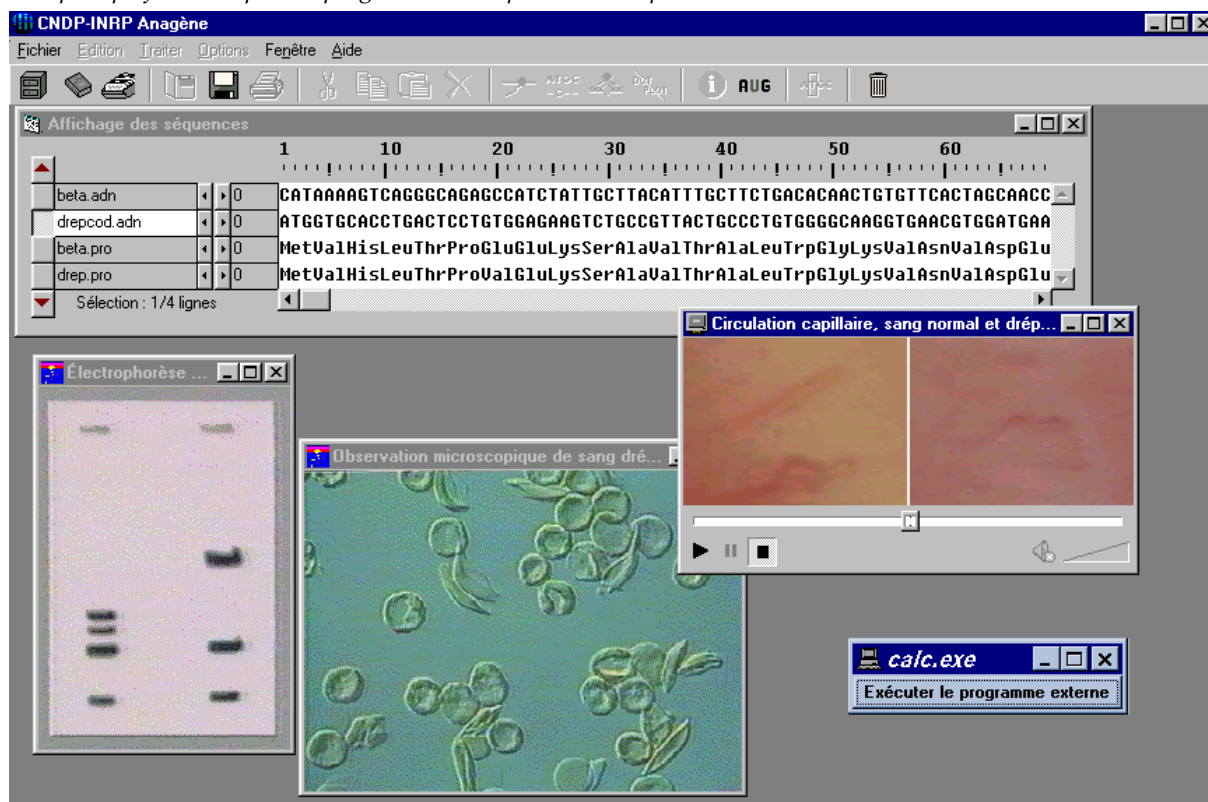 CNDP-INRP Anagène
Fichier Edition Traiter Options Fenêtre Aide
AUG
Affichage des séquences
1 10 20 30 40 50 60
beta.adn 0 CATAAAAGTCAGGGCAGAGCCATCTATTGCTTACATTTGCTTCTGACACAACTGTGTTCACTAGCAACC
drepcod.adn 0 ATGGTGCACCTGACTCCTGTGGAGAAGTCTGCCGTTACTGCCCTGTGGGGCAAGGTGAACGTGGATGAA
beta.pro 0 MetValHisLeuThrProGluGluLysSerAlaValThrAlaLeuTrpGlyLysValAsnValAspGlu
drep.pro 0 MetValHisLeuThrProValGluLysSerAlaValThrAlaLeuTrpGlyLysValAsnValAspGlu
Sélection : 1/4 lignes
Circulation capillaire, sang normal et drép...
Électrophorèse ...
Observation microscopique de sang dré...
calc.exe
Exécuter le programme externe